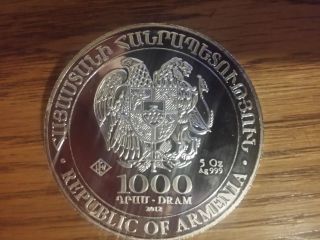 ՀԱՅԱՍՏԱՆԻ ՀԱՆՐԱՊԵՏՈՒԹՅՈՒՆ
5 Oz
Ag 999
1000
ԴՐԱՄ · DRAM
2012
· REPUBLIC OF ARMENIA ·